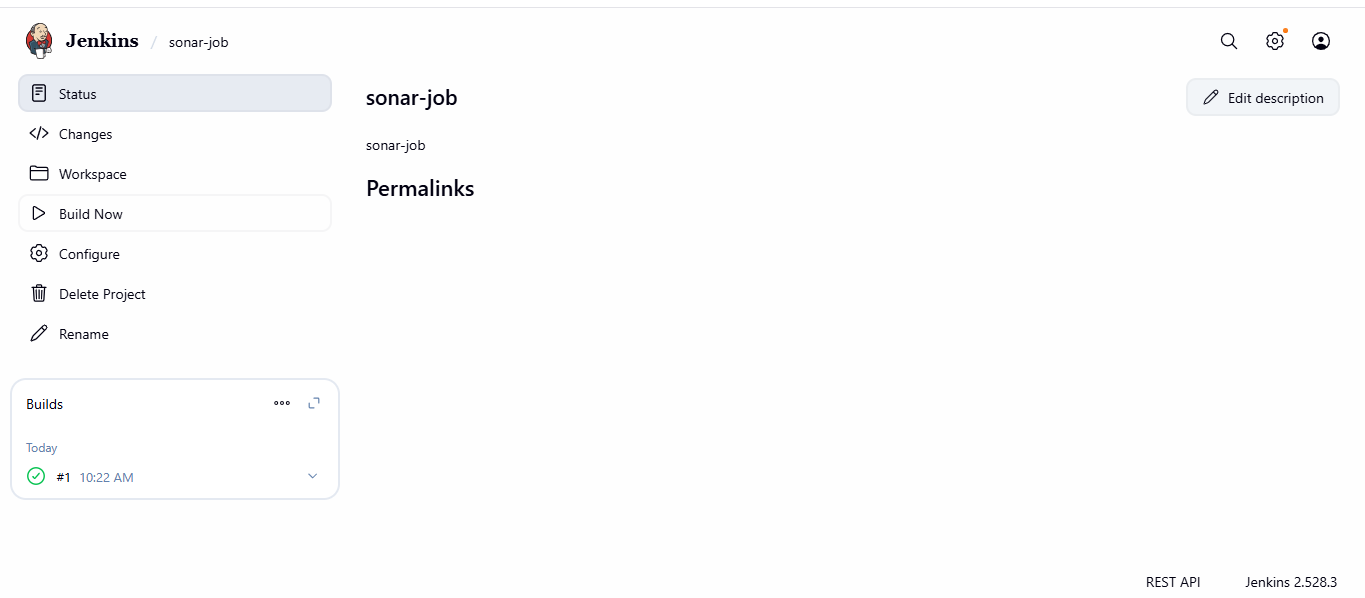 Jenkins / sonar-job
Status
Changes
Workspace
Build Now
Configure
Delete Project
Rename
Builds
Today
#1 10:22 AM
sonar-job
Edit description
sonar-job
Permalinks
REST API
Jenkins 2.528.3